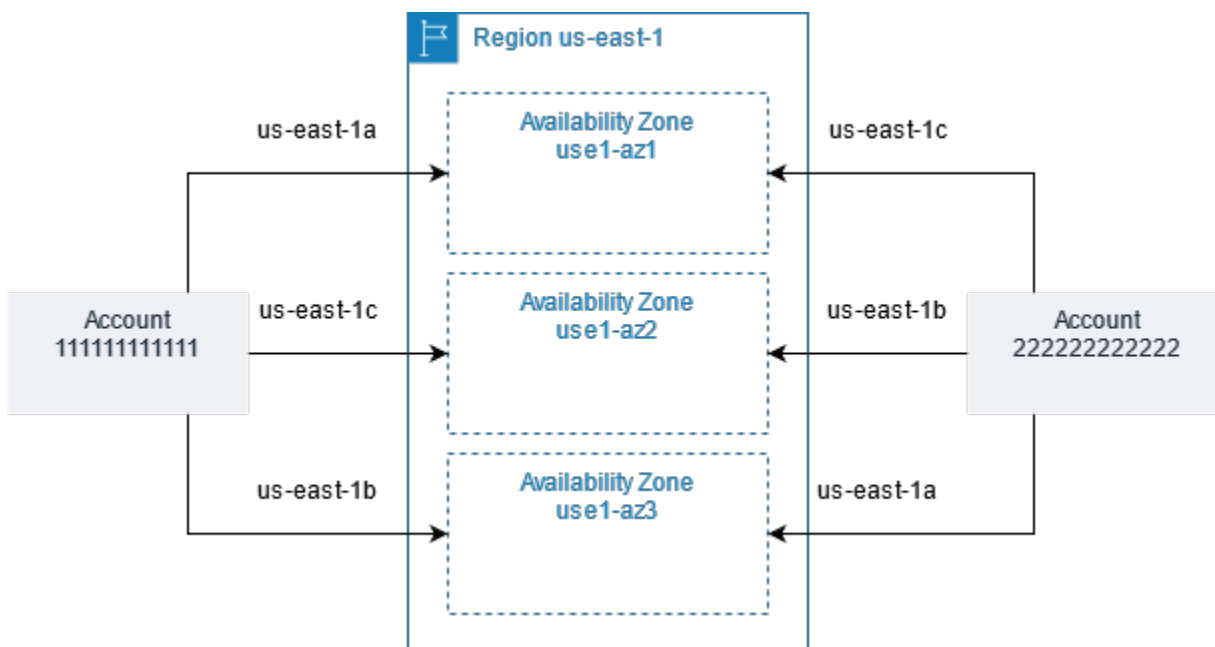 Region us-east-1
us-east-1a
Availability Zone
use1-az1
us-east-1c
Account
111111111111
us-east-1c
Availability Zone
use1-az2
us-east-1b
Account
222222222222
us-east-1b
Availability Zone
use1-az3
us-east-1a